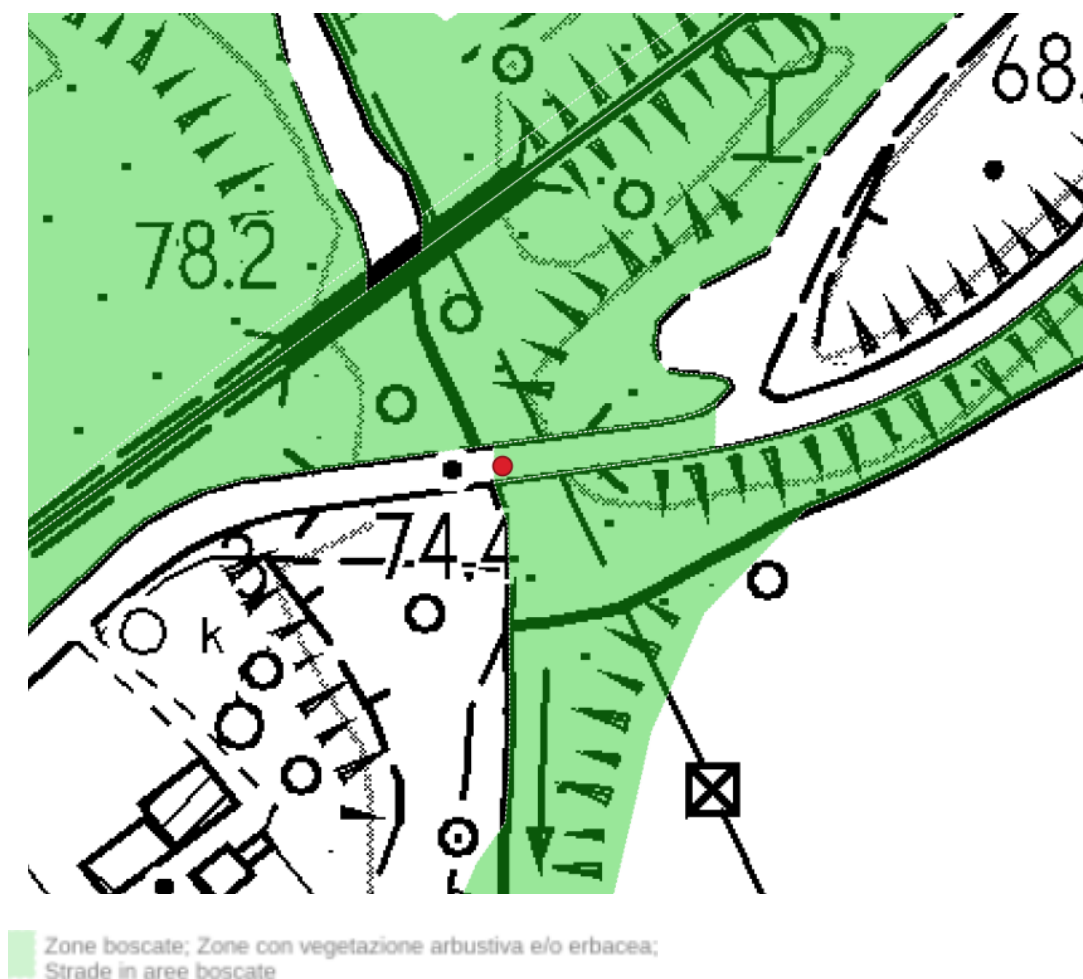 68.
78.2
74.4
k
Zone boscate; Zone con vegetazione arbustiva e/o erbacea;
Strade in aree boscate